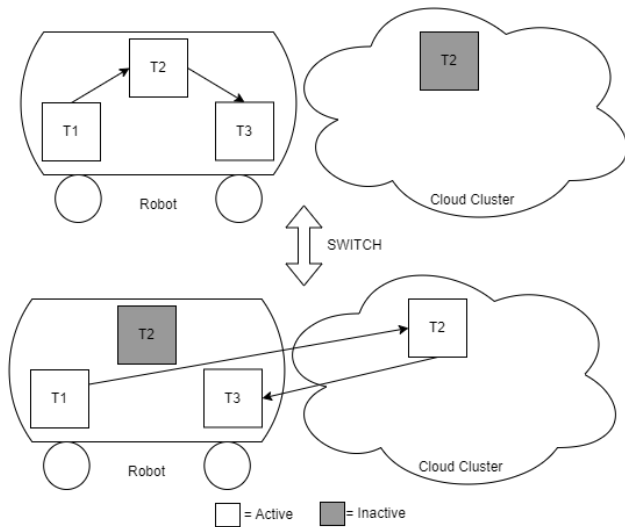 T2
T2
T1
T3
Robot
Cloud Cluster
SWITCH
T2
T2
T1
T3
Robot
Cloud Cluster
= Active
= Inactive